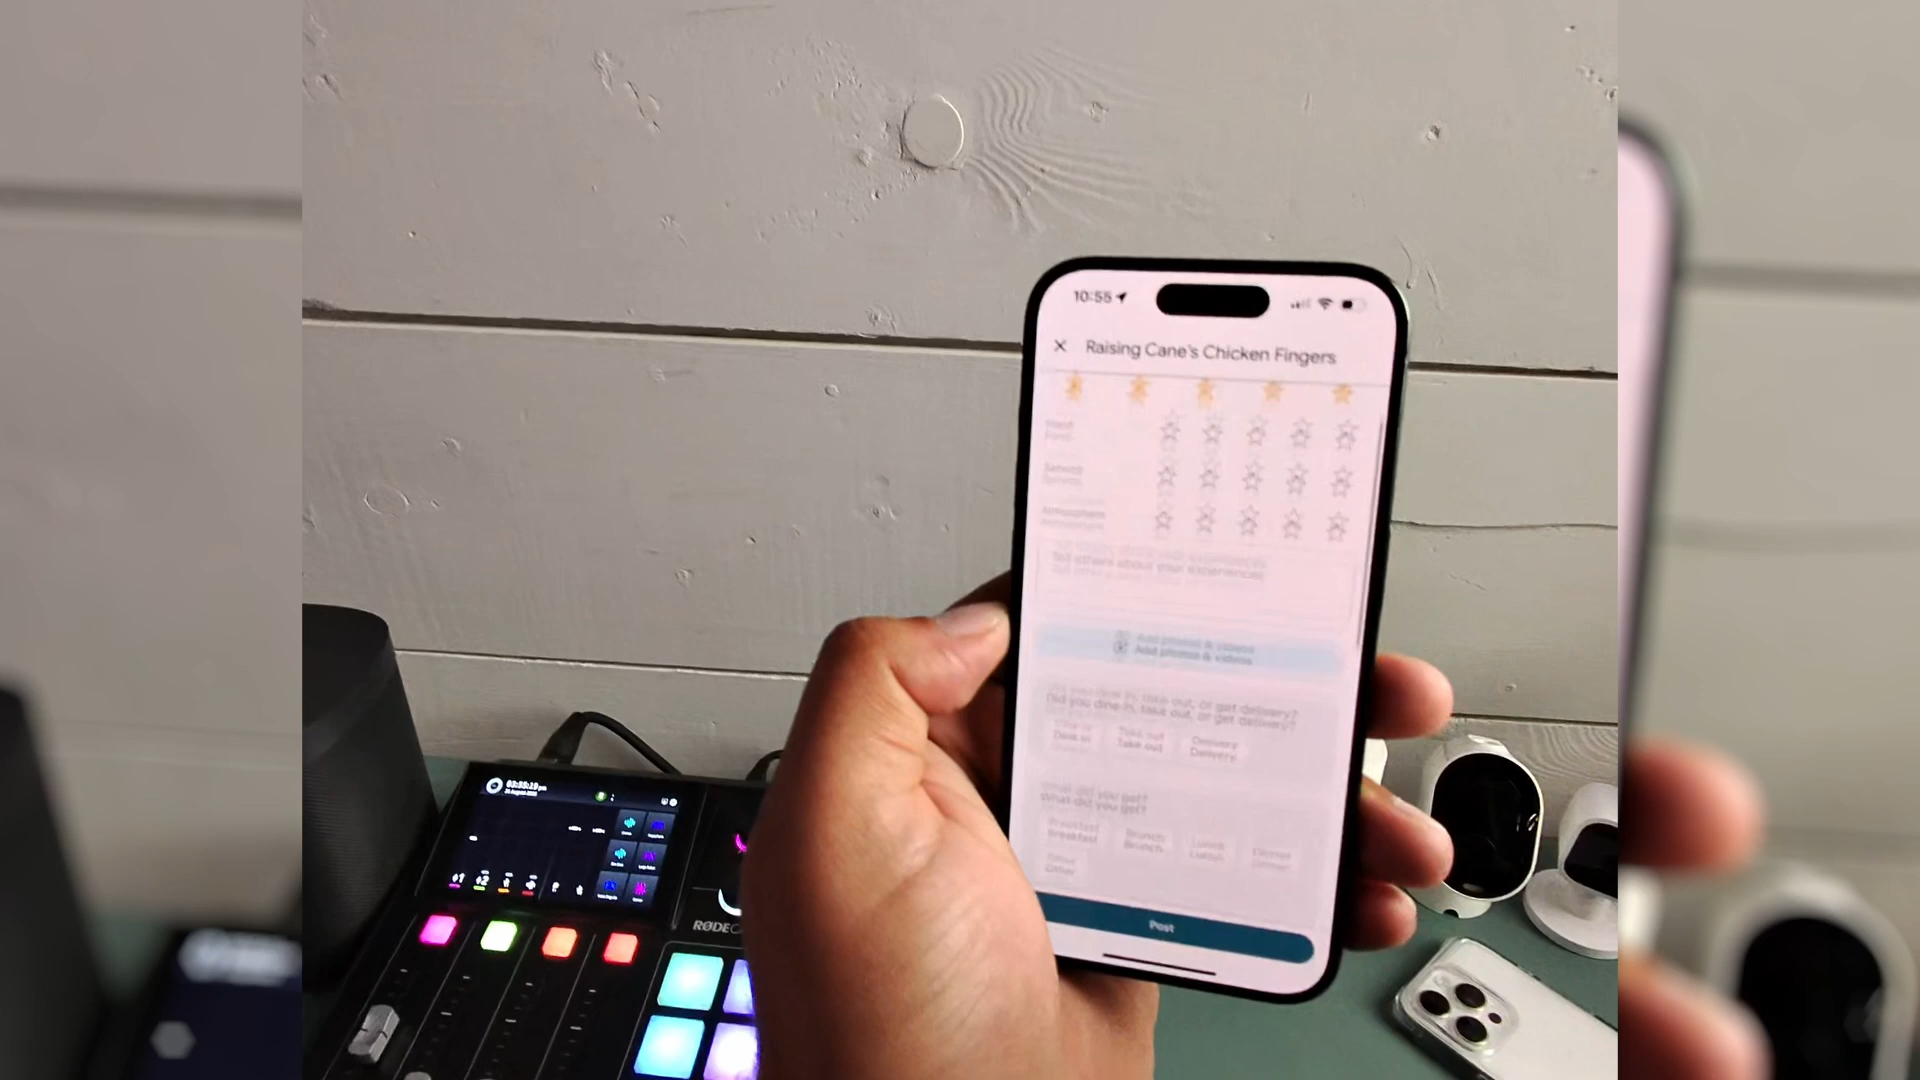 10:55
Raising Cane's Chicken Fingers
Food
Service
Atmosphere
Tell others about your experiences
Add photos & videos
Did you dine in, take out, or get delivery?
Dine in Take out Delivery
What did you get?
Breakfast Brunch Lunch Dinner
Other
Post
RØDEC